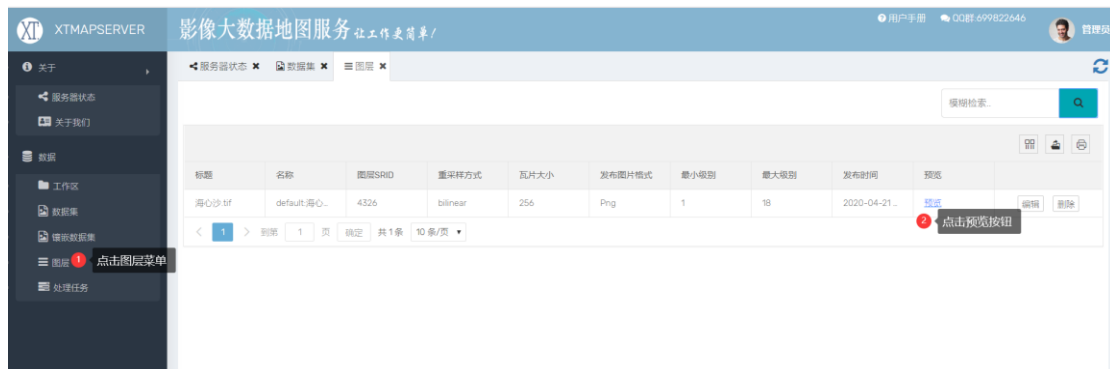 XTMAPSERVER
影像大数据地图服务 让工作更简单!
用户手册 QQ群:699822646
管理员
关于
服务器状态
关于我们
数据
工作区
数据集
镶嵌数据集
图层
处理任务
1 点击图层菜单
服务器状态 数据集 图层
模糊检索..
标题 名称 图层SRID 重采样方式 瓦片大小 发布图片格式 最小级别 最大级别 发布时间 预览
海心沙.tif default:海心... 4326 bilinear 256 Png 1 18 2020-04-21... 预览 编辑 删除
2 点击预览按钮
1 到第 1 页 确定 共1条 10 条/页